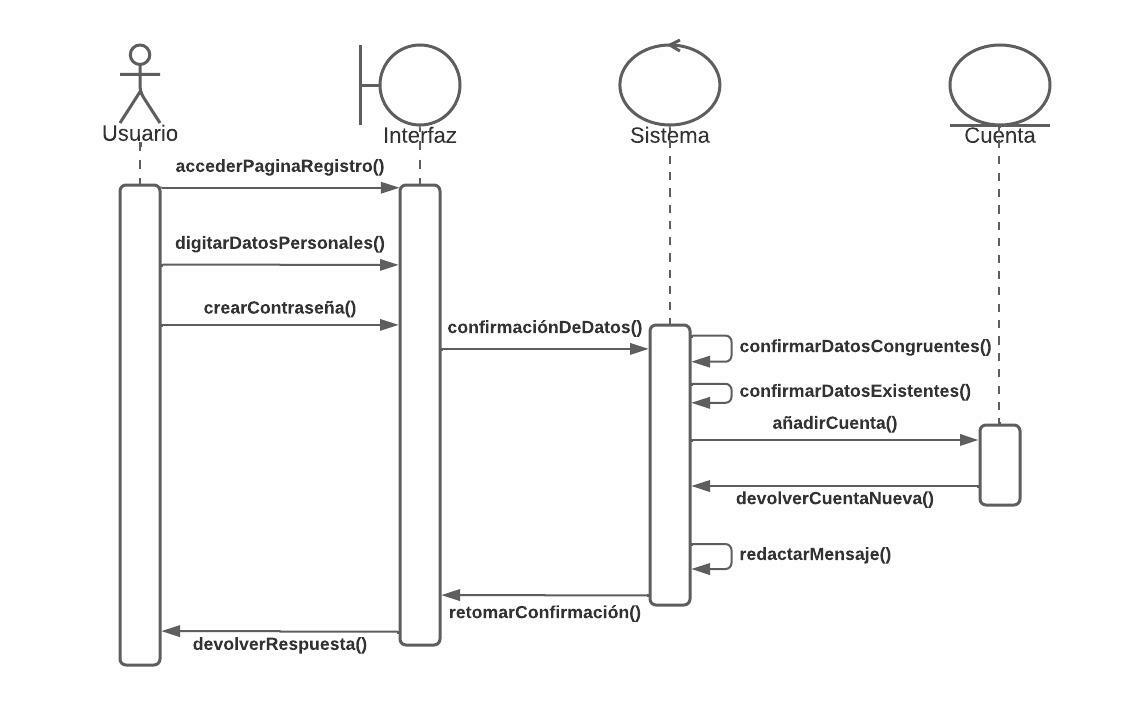 Usuario
Interfaz
Sistema
Cuenta
accederPaginaRegistro()
digitarDatosPersonales()
crearContraseña()
confirmaciónDeDatos()
confirmarDatosCongruentes()
confirmarDatosExistentes()
añadirCuenta()
devolverCuentaNueva()
redactarMensaje()
retomarConfirmación()
devolverRespuesta()